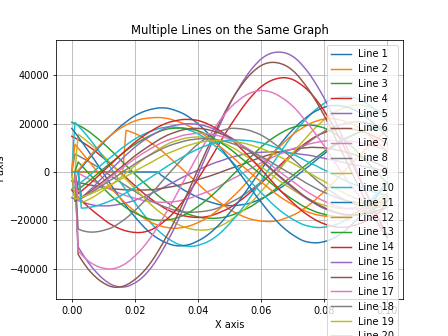 Multiple Lines on the Same Graph
40000
20000
0
−20000
−40000
0.00
0.02
0.04
0.06
0.08
X axis
Line 1
Line 2
Line 3
Line 4
Line 5
Line 6
Line 7
Line 8
Line 9
Line 10
Line 11
Line 12
Line 13
Line 14
Line 15
Line 16
Line 17
Line 18
Line 19
Line 20